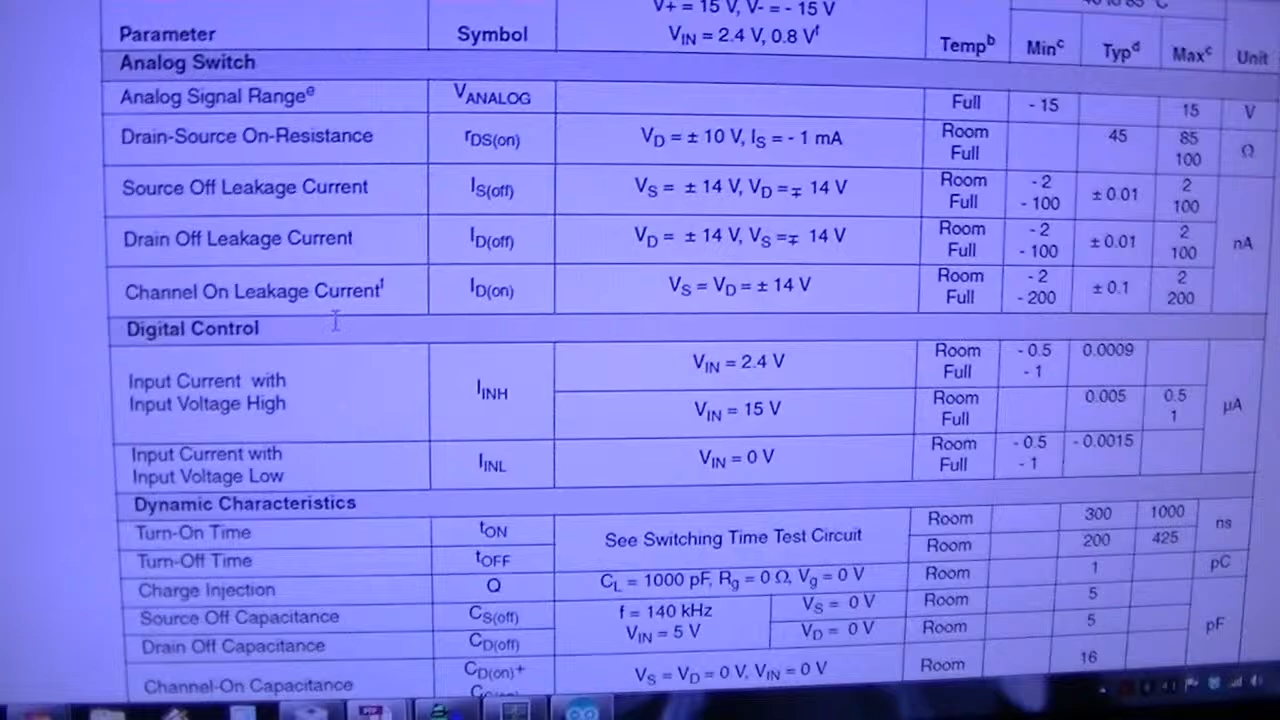 V+ = 15 V, V- = - 15 V
Parameter Symbol VIN = 2.4 V, 0.8 Vf Tempb Minc Typd Maxc Unit
Analog Switch
Analog Signal Rangee VANALOG Full - 15 15 V
Drain-Source On-Resistance rDS(on) VD = ± 10 V, IS = - 1 mA Room 45 85 Ω
Full 100
Source Off Leakage Current IS(off) VS = ± 14 V, VD = ∓ 14 V Room - 2 ± 0.01 2 nA
Full - 100 100
Drain Off Leakage Current ID(off) VD = ± 14 V, VS = ∓ 14 V Room - 2 ± 0.01 2
Full - 100 100
Channel On Leakage Currentf ID(on) VS = VD = ± 14 V Room - 2 ± 0.1 2
Full - 200 200
Digital Control
Input Current with IINH VIN = 2.4 V Room - 0.5 0.0009 µA
Input Voltage High Full - 1
VIN = 15 V Room 0.005 0.5
Full 1
Input Current with IINL VIN = 0 V Room - 0.5 - 0.0015
Input Voltage Low Full - 1
Dynamic Characteristics
Turn-On Time tON See Switching Time Test Circuit Room 300 1000 ns
Turn-Off Time tOFF Room 200 425
Charge Injection Q CL = 1000 pF, Rg = 0 Ω, Vg = 0 V Room 1 pC
Source Off Capacitance CS(off) f = 140 kHz VS = 0 V Room 5 pF
Drain Off Capacitance CD(off) VIN = 5 V VD = 0 V Room 5
Channel-On Capacitance CD(on)+ VS = VD = 0 V, VIN = 0 V Room 16